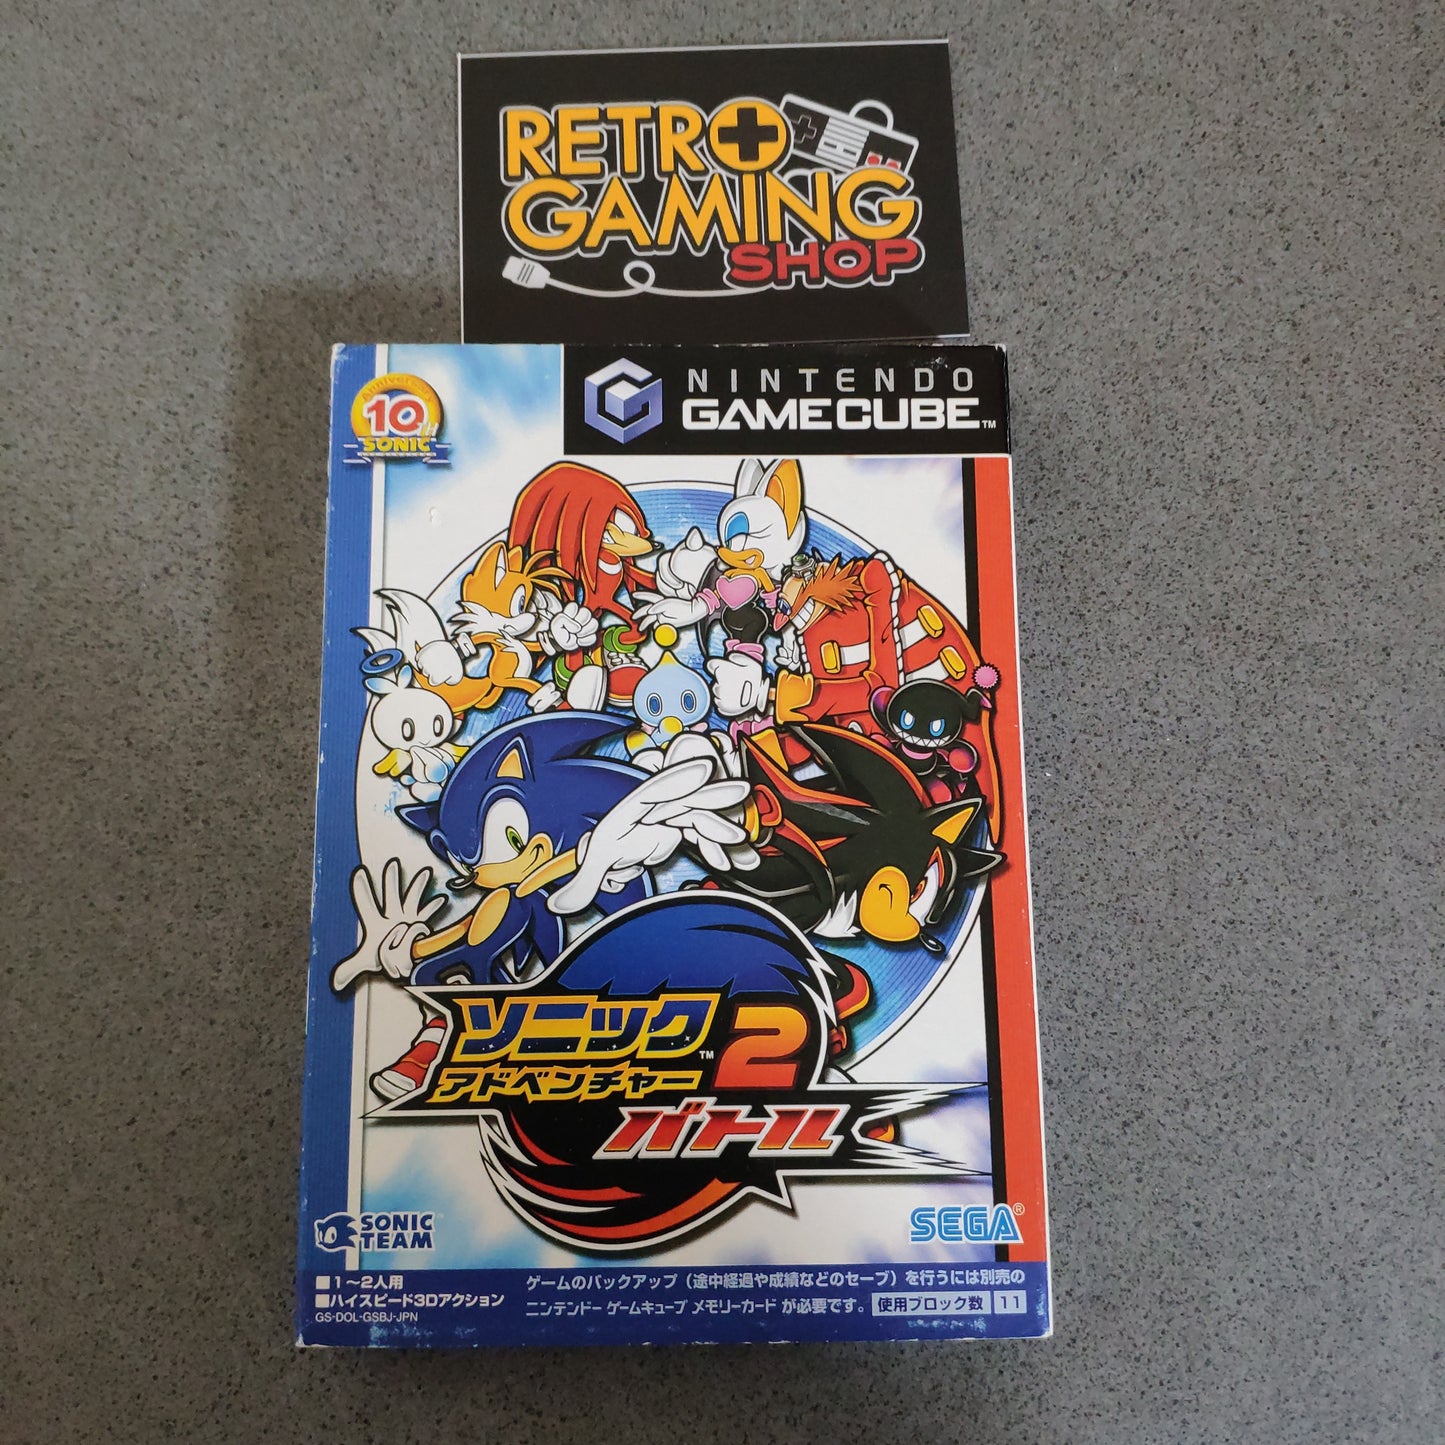 RETRO
GAMING
SHOP
Anniversary
10TH
SONIC
NINTENDO
GAMECUBE™
ソニック
アドベンチャー
2
™
バトル
SONIC
TEAM
SEGA®
■1〜2人用
■ハイスピード3Dアクション
GS-DOL-GSBJ-JPN
ゲームのバックアップ(途中経過や成績などのセーブ)を行うには別売の
ニンテンドー ゲームキューブ メモリーカード が必要です。 使用ブロック数 11